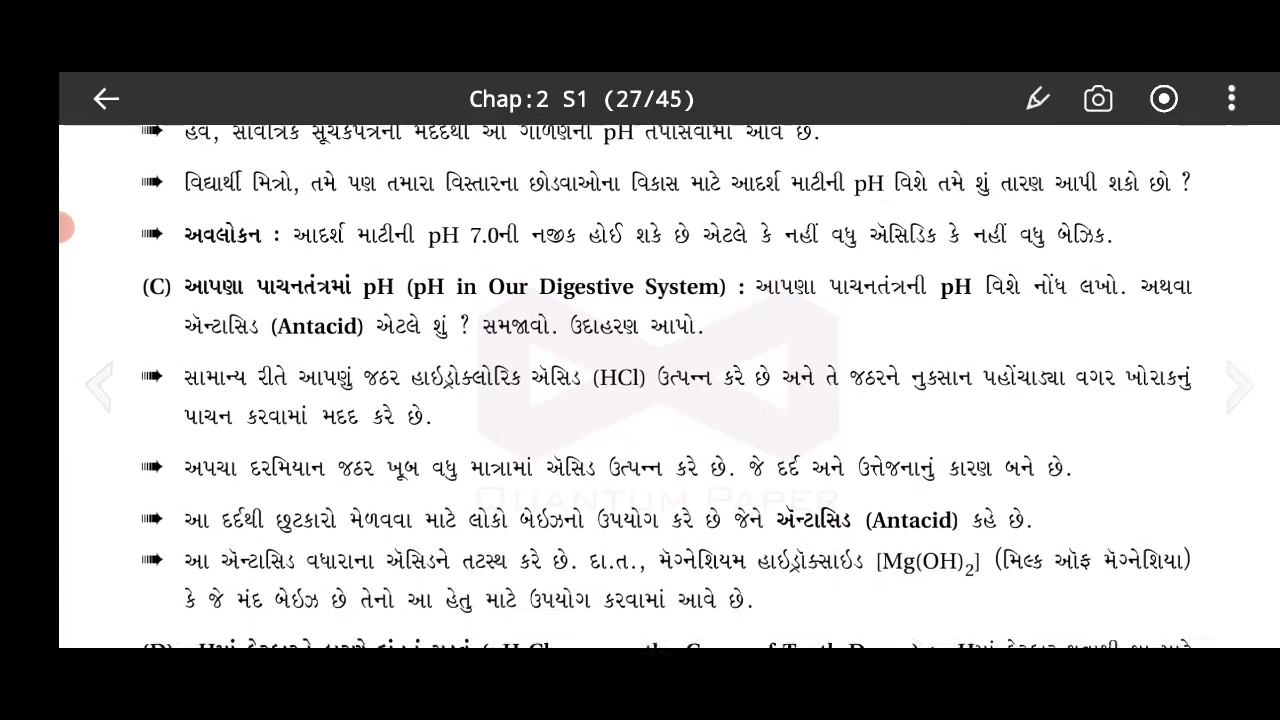 Chap:2 S1 (27/45)
હવે, સાર્વત્રિક સૂચકપત્રની મદદથી આ ગાળણની pH તપાસવામાં આવે છે.
વિદ્યાર્થી મિત્રો, તમે પણ તમારા વિસ્તારના છોડવાઓના વિકાસ માટે આદર્શ માટીની pH વિશે તમે શું તારણ આપી શકો છો ?
અવલોકન : આદર્શ માટીની pH 7.0ની નજીક હોઈ શકે છે એટલે કે નહીં વધુ ઍસિડિક કે નહીં વધુ બેઝિક.
(C) આપણા પાચનતંત્રમાં pH (pH in Our Digestive System) : આપણા પાચનતંત્રની pH વિશે નોંધ લખો. અથવા
ઍન્ટાસિડ (Antacid) એટલે શું ? સમજાવો. ઉદાહરણ આપો.
સામાન્ય રીતે આપણું જઠર હાઇડ્રોક્લોરિક ઍસિડ (HCl) ઉત્પન્ન કરે છે અને તે જઠરને નુકસાન પહોંચાડ્યા વગર ખોરાકનું
પાચન કરવામાં મદદ કરે છે.
અપચા દરમિયાન જઠર ખૂબ વધુ માત્રામાં ઍસિડ ઉત્પન્ન કરે છે. જે દર્દ અને ઉત્તેજનાનું કારણ બને છે.
QUANTUM PAPER
આ દર્દથી છુટકારો મેળવવા માટે લોકો બેઇઝનો ઉપયોગ કરે છે જેને ઍન્ટાસિડ (Antacid) કહે છે.
આ ઍન્ટાસિડ વધારાના ઍસિડને તટસ્થ કરે છે. દા.ત., મૅગ્નેશિયમ હાઇડ્રૉક્સાઇડ [Mg(OH)₂] (મિલ્ક ઑફ મૅગ્નેશિયા)
કે જે મંદ બેઇઝ છે તેનો આ હેતુ માટે ઉપયોગ કરવામાં આવે છે.